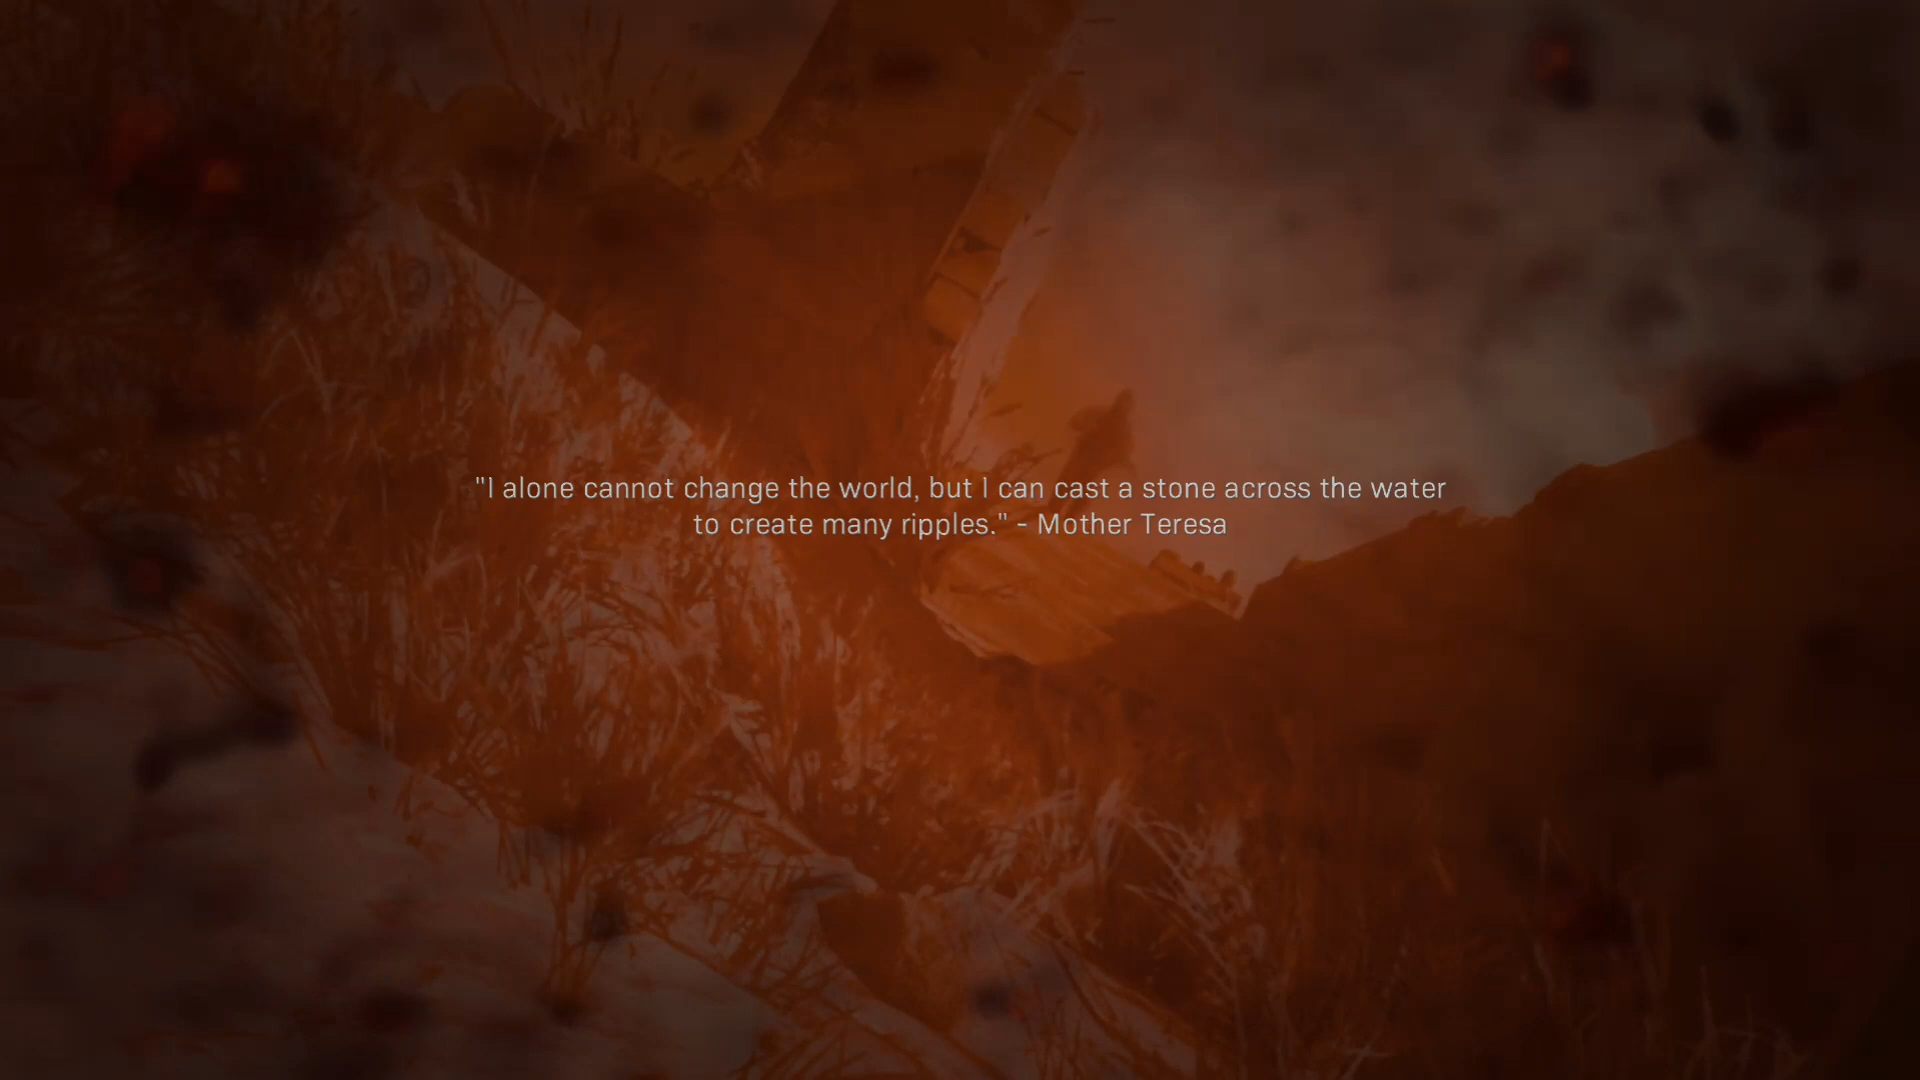 "I alone cannot change the world, but I can cast a stone across the water
to create many ripples." - Mother Teresa